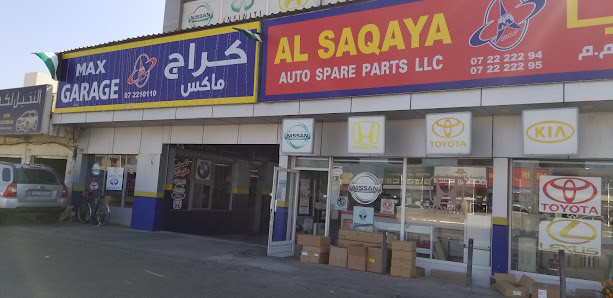 MAX
GARAGE
07 2210110
كراج
ماكس
AL SAQAYA
AUTO SPARE PARTS LLC
07 22 222 94
07 22 222 95
م.م
NISSAN
NISSAN
TOYOTA
KIA
NISSAN
TOYOTA